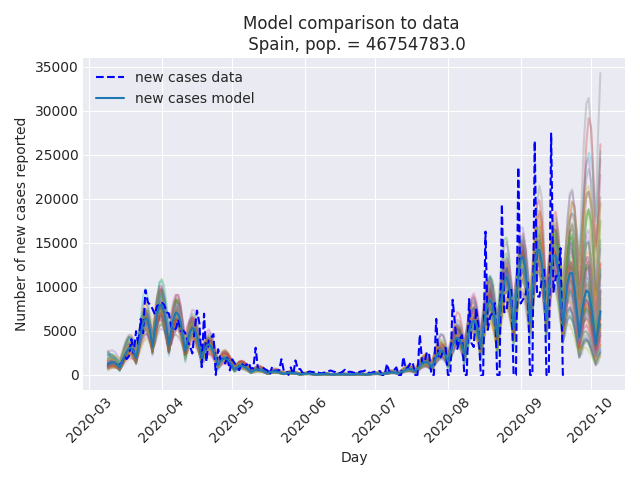 Model comparison to data
Spain, pop. = 46754783.0
new cases data
new cases model
35000
30000
25000
20000
15000
10000
5000
0
Number of new cases reported
2020-03
2020-04
2020-05
2020-06
2020-07
2020-08
2020-09
2020-10
Day